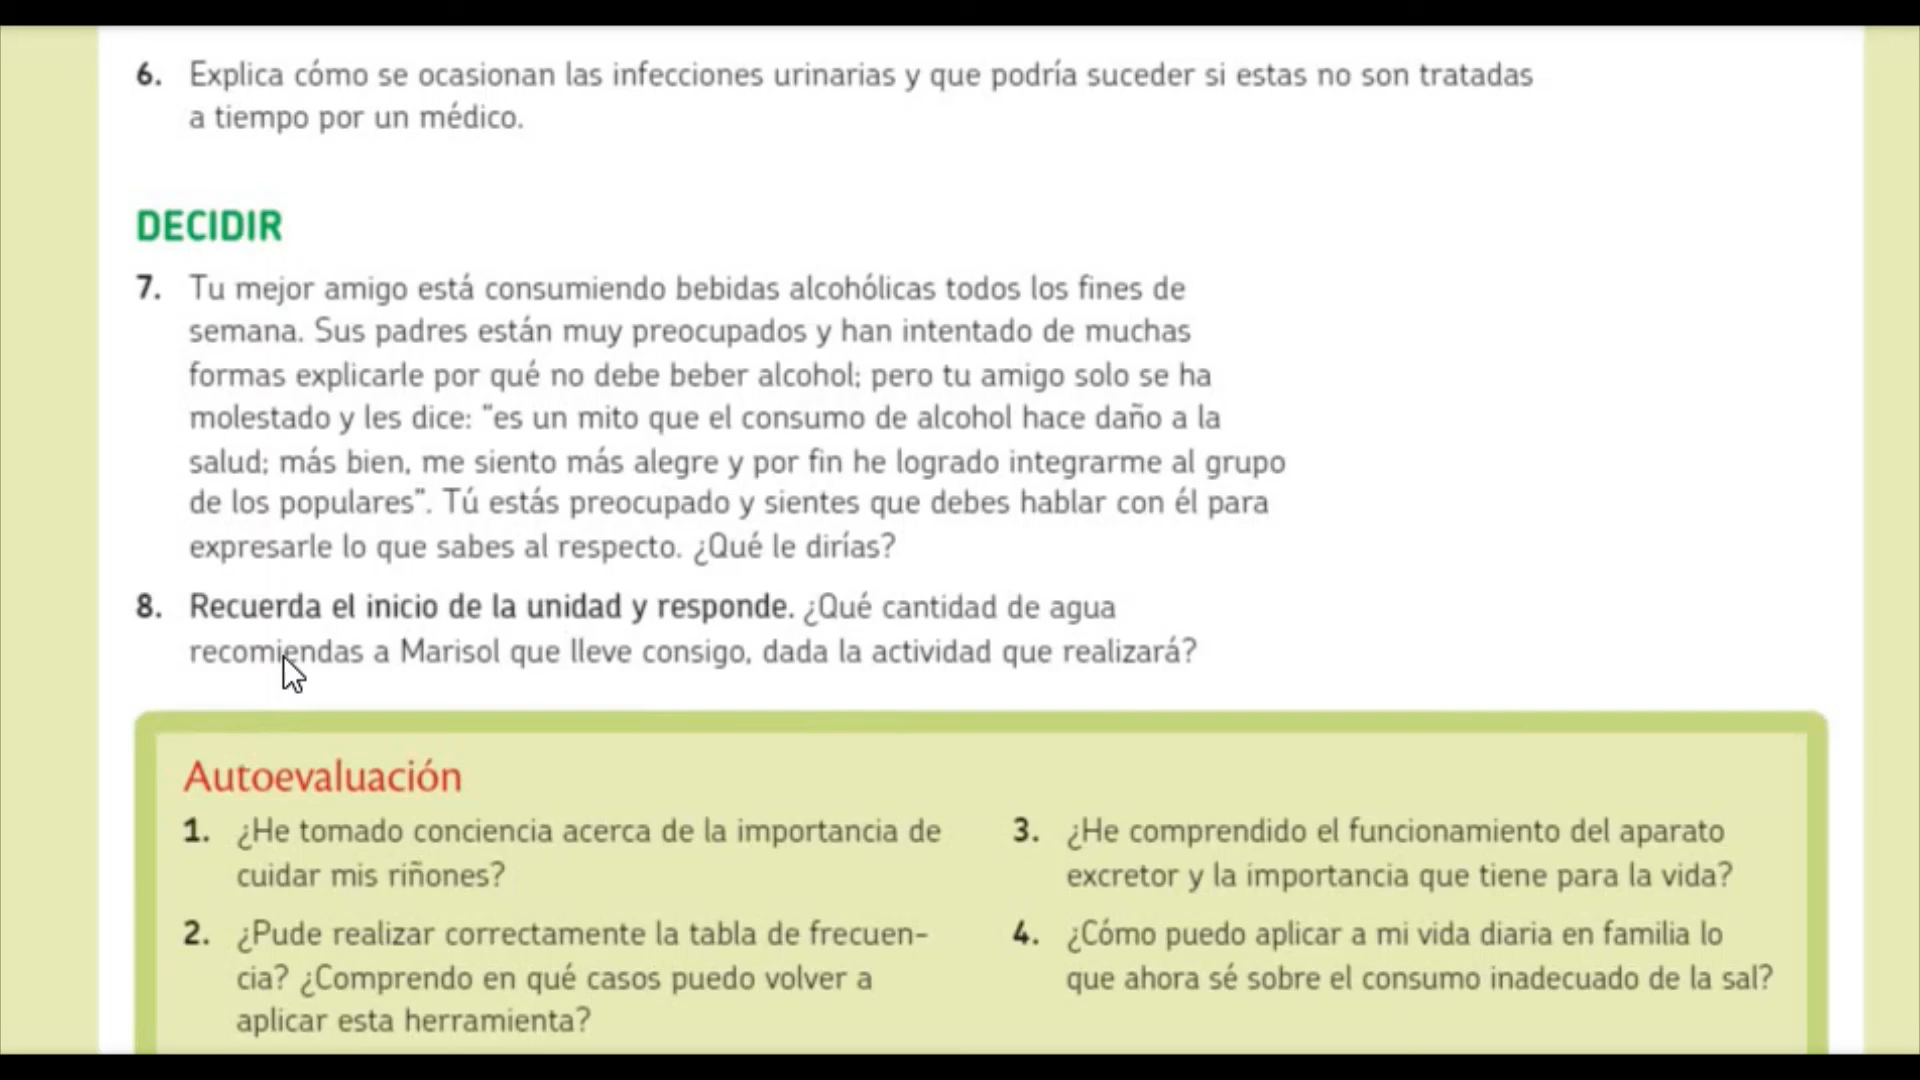 6. Explica cómo se ocasionan las infecciones urinarias y que podría suceder si estas no son tratadas
a tiempo por un médico.
DECIDIR
7. Tu mejor amigo está consumiendo bebidas alcohólicas todos los fines de
semana. Sus padres están muy preocupados y han intentado de muchas
formas explicarle por qué no debe beber alcohol; pero tu amigo solo se ha
molestado y les dice: "es un mito que el consumo de alcohol hace daño a la
salud; más bien, me siento más alegre y por fin he logrado integrarme al grupo
de los populares". Tú estás preocupado y sientes que debes hablar con él para
expresarle lo que sabes al respecto. ¿Qué le dirías?
8. Recuerda el inicio de la unidad y responde. ¿Qué cantidad de agua
recomiendas a Marisol que lleve consigo, dada la actividad que realizará?
Autoevaluación
1. ¿He tomado conciencia acerca de la importancia de
cuidar mis riñones?
2. ¿Pude realizar correctamente la tabla de frecuen-
cia? ¿Comprendo en qué casos puedo volver a
aplicar esta herramienta?
3. ¿He comprendido el funcionamiento del aparato
excretor y la importancia que tiene para la vida?
4. ¿Cómo puedo aplicar a mi vida diaria en familia lo
que ahora sé sobre el consumo inadecuado de la sal?